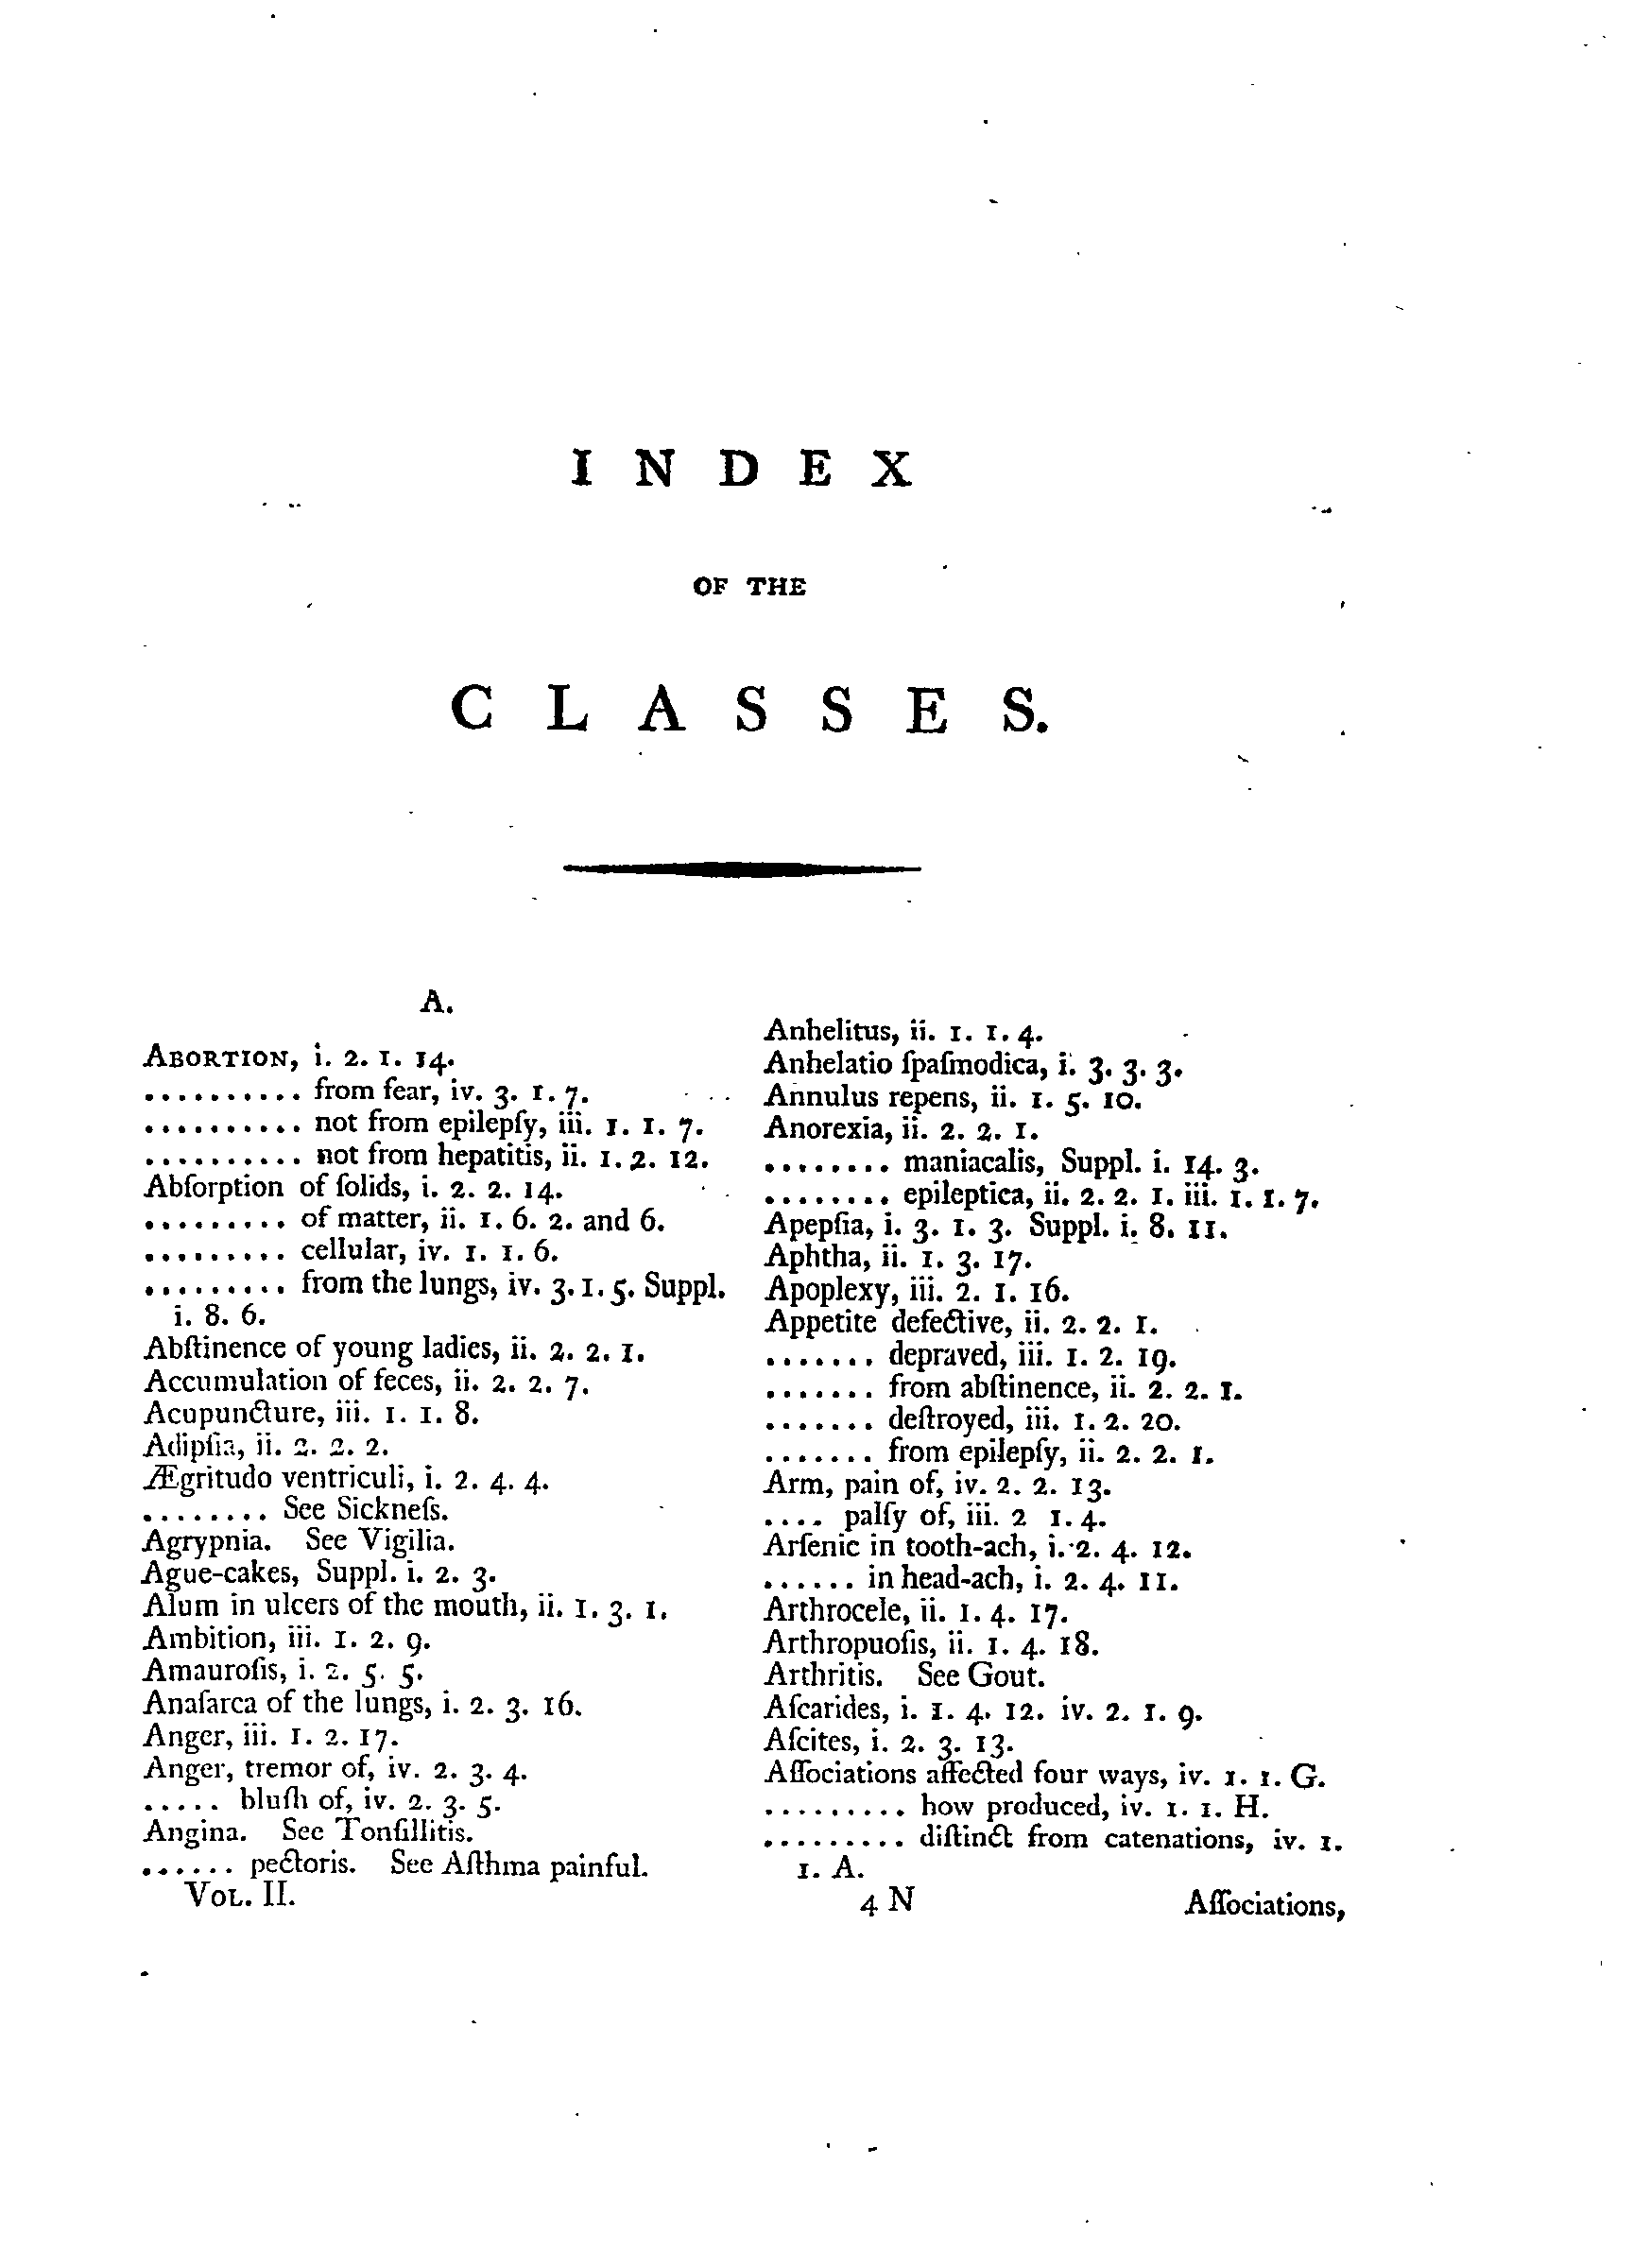 INDEX
OF THE
CLASSES.
A.
ABORTION, i. 2. 1. 14.
.......... from fear, iv. 3. 1. 7.
.......... not from epilepſy, iii. 1. 1. 7.
.......... not from hepatitis, ii. 1. 2. 12.
Abſorption of ſolids, i. 2. 2. 14.
......... of matter, ii. 1. 6. 2. and 6.
......... cellular, iv. 1. 1. 6.
......... from the lungs, iv. 3. 1. 5. Suppl.
i. 8. 6.
Abſtinence of young ladies, ii. 2. 2. 1.
Accumulation of feces, ii. 2. 2. 7.
Acupuncture, iii. 1. 1. 8.
Adipſia, ii. 2. 2. 2.
Ægritudo ventriculi, i. 2. 4. 4.
........ See Sickneſs.
Agrypnia. See Vigilia.
Ague-cakes, Suppl. i. 2. 3.
Alum in ulcers of the mouth, ii. 1. 3. 1.
Ambition, iii. 1. 2. 9.
Amauroſis, i. 2. 5. 5.
Anaſarca of the lungs, i. 2. 3. 16.
Anger, iii. 1. 2. 17.
Anger, tremor of, iv. 2. 3. 4.
..... bluſh of, iv. 2. 3. 5.
Angina. See Tonſillitis.
...... pectoris. See Aſthma painful.
VOL. II.
Anhelitus, ii. 1. 1. 4.
Anhelatio ſpaſmodica, i. 3. 3. 3.
Annulus repens, ii. 1. 5. 10.
Anorexia, ii. 2. 2. 1.
........ maniacalis, Suppl. i. 14. 3.
........ epileptica, ii. 2. 2. 1. iii. 1. 1. 7.
Apepſia, i. 3. 1. 3. Suppl. i. 8. 11.
Aphtha, ii. 1. 3. 17.
Apoplexy, iii. 2. 1. 16.
Appetite defective, ii. 2. 2. 1.
....... depraved, iii. 1. 2. 19.
....... from abſtinence, ii. 2. 2. 1.
....... deſtroyed, iii. 1. 2. 20.
....... from epilepſy, ii. 2. 2. 1.
Arm, pain of, iv. 2. 2. 13.
.... palſy of, iii. 2 1. 4.
Arſenic in tooth-ach, i. 2. 4. 12.
...... in head-ach, i. 2. 4. 11.
Arthrocele, ii. 1. 4. 17.
Arthropuoſis, ii. 1. 4. 18.
Arthritis. See Gout.
Aſcarides, i. 1. 4. 12. iv. 2. 1. 9.
Aſcites, i. 2. 3. 13.
Aſſociations affected four ways, iv. 1. 1. G.
......... how produced, iv. 1. 1. H.
......... diſtinct from catenations, iv. 1.
1. A.
4 N
Aſſociations,